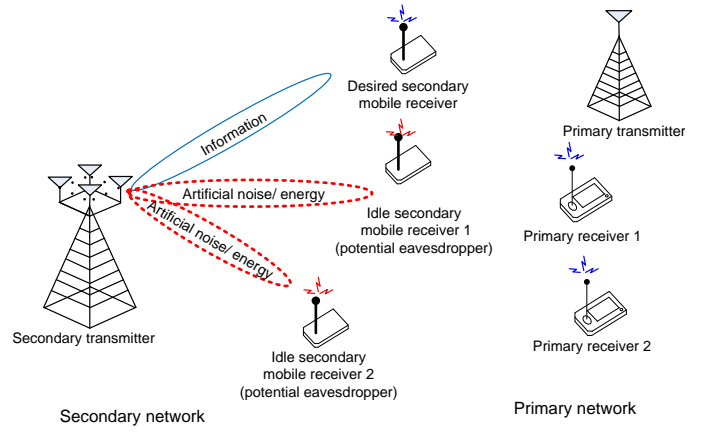 Desired secondary
mobile receiver
Primary transmitter
Information
Artificial noise/ energy
Artificial noise/ energy
Idle secondary
mobile receiver 1
(potential eavesdropper)
Primary receiver 1
Secondary transmitter
Idle secondary
mobile receiver 2
(potential eavesdropper)
Primary receiver 2
Secondary network
Primary network